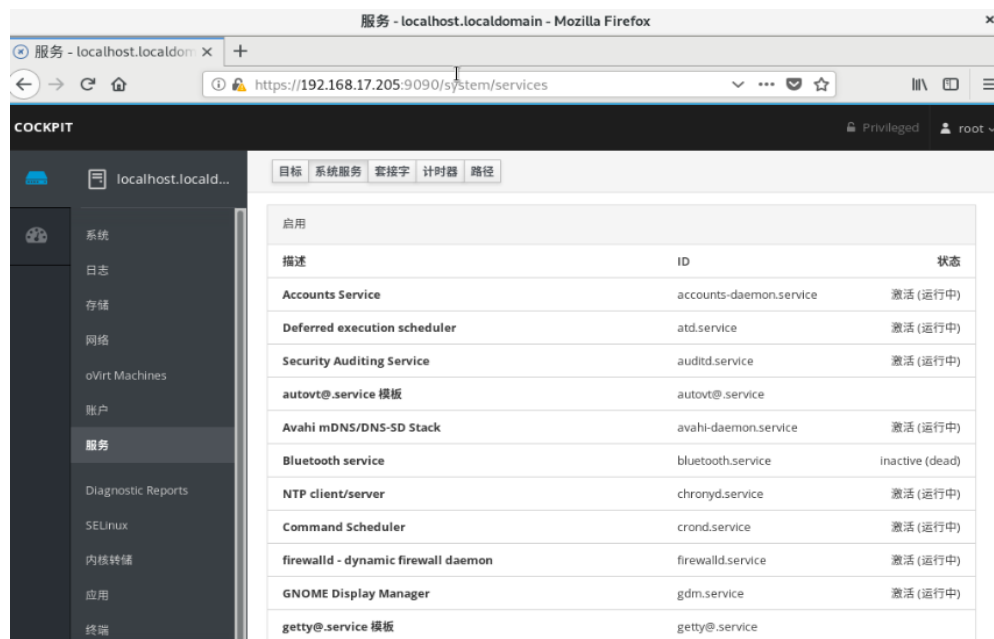 服务 - localhost.localdomain - Mozilla Firefox
服务 - localhost.localdom
https://192.168.17.205:9090/system/services
COCKPIT
Privileged
root
localhost.locald...
目标 系统服务 套接字 计时器 路径
系统
日志
存储
网络
oVirt Machines
账户
服务
Diagnostic Reports
SELinux
内核转储
应用
终端
启用
描述 ID 状态
Accounts Service accounts-daemon.service 激活 (运行中)
Deferred execution scheduler atd.service 激活 (运行中)
Security Auditing Service auditd.service 激活 (运行中)
autovt@.service 模板 autovt@.service
Avahi mDNS/DNS-SD Stack avahi-daemon.service 激活 (运行中)
Bluetooth service bluetooth.service inactive (dead)
NTP client/server chronyd.service 激活 (运行中)
Command Scheduler crond.service 激活 (运行中)
firewalld - dynamic firewall daemon firewalld.service 激活 (运行中)
GNOME Display Manager gdm.service 激活 (运行中)
getty@.service 模板 getty@.service